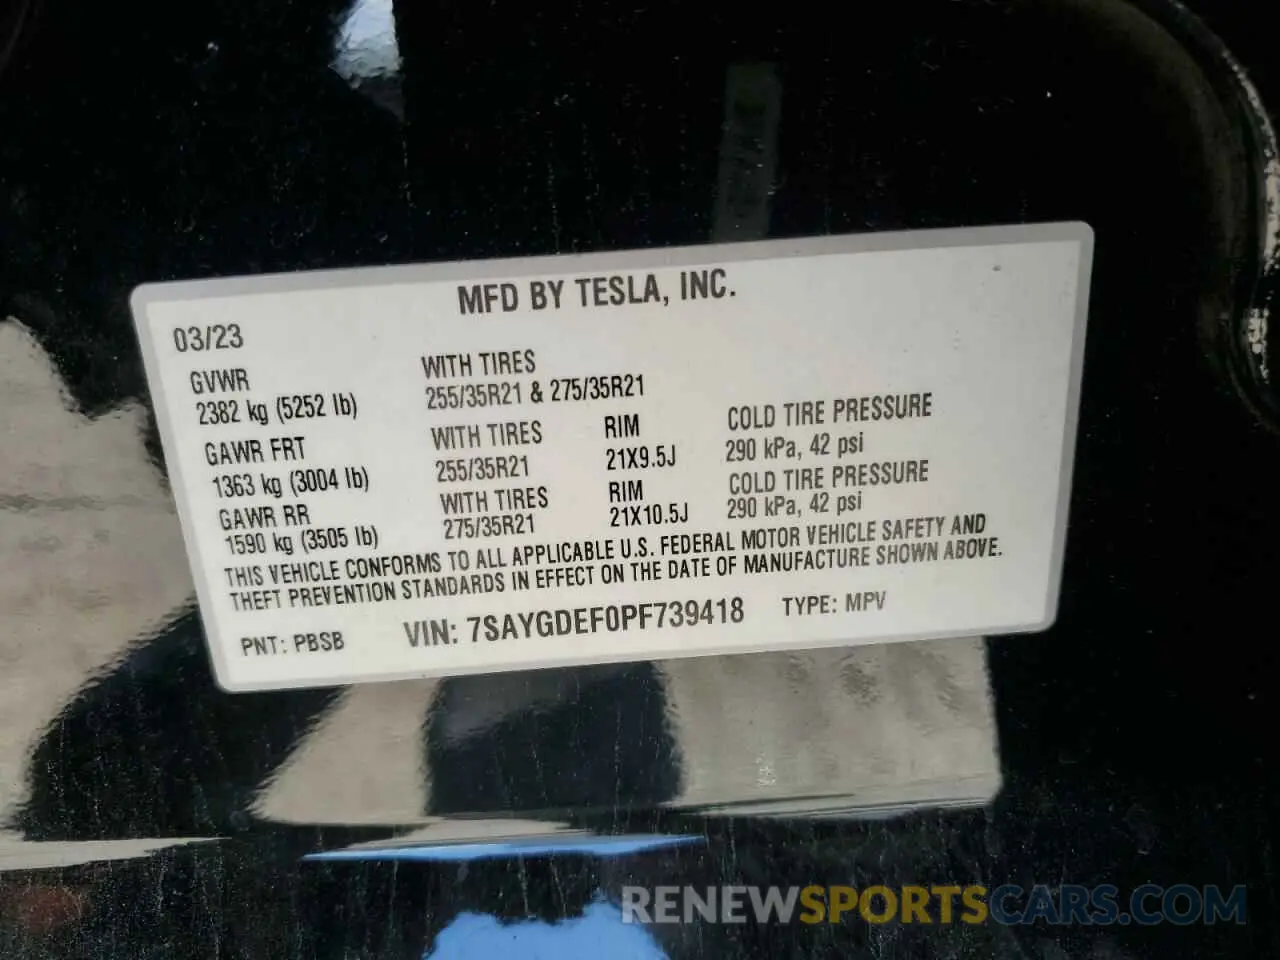 MFD BY TESLA, INC.
03/23
GVWR WITH TIRES
2382 kg (5252 lb) 255/35R21 & 275/35R21
GAWR FRT WITH TIRES RIM COLD TIRE PRESSURE
1363 kg (3004 lb) 255/35R21 21X9.5J 290 kPa, 42 psi
GAWR RR WITH TIRES RIM COLD TIRE PRESSURE
1590 kg (3505 lb) 275/35R21 21X10.5J 290 kPa, 42 psi
THIS VEHICLE CONFORMS TO ALL APPLICABLE U.S. FEDERAL MOTOR VEHICLE SAFETY AND
THEFT PREVENTION STANDARDS IN EFFECT ON THE DATE OF MANUFACTURE SHOWN ABOVE.
PNT: PBSB VIN: 7SAYGDEF0PF739418 TYPE: MPV
RENEWSPORTSCARS.COM